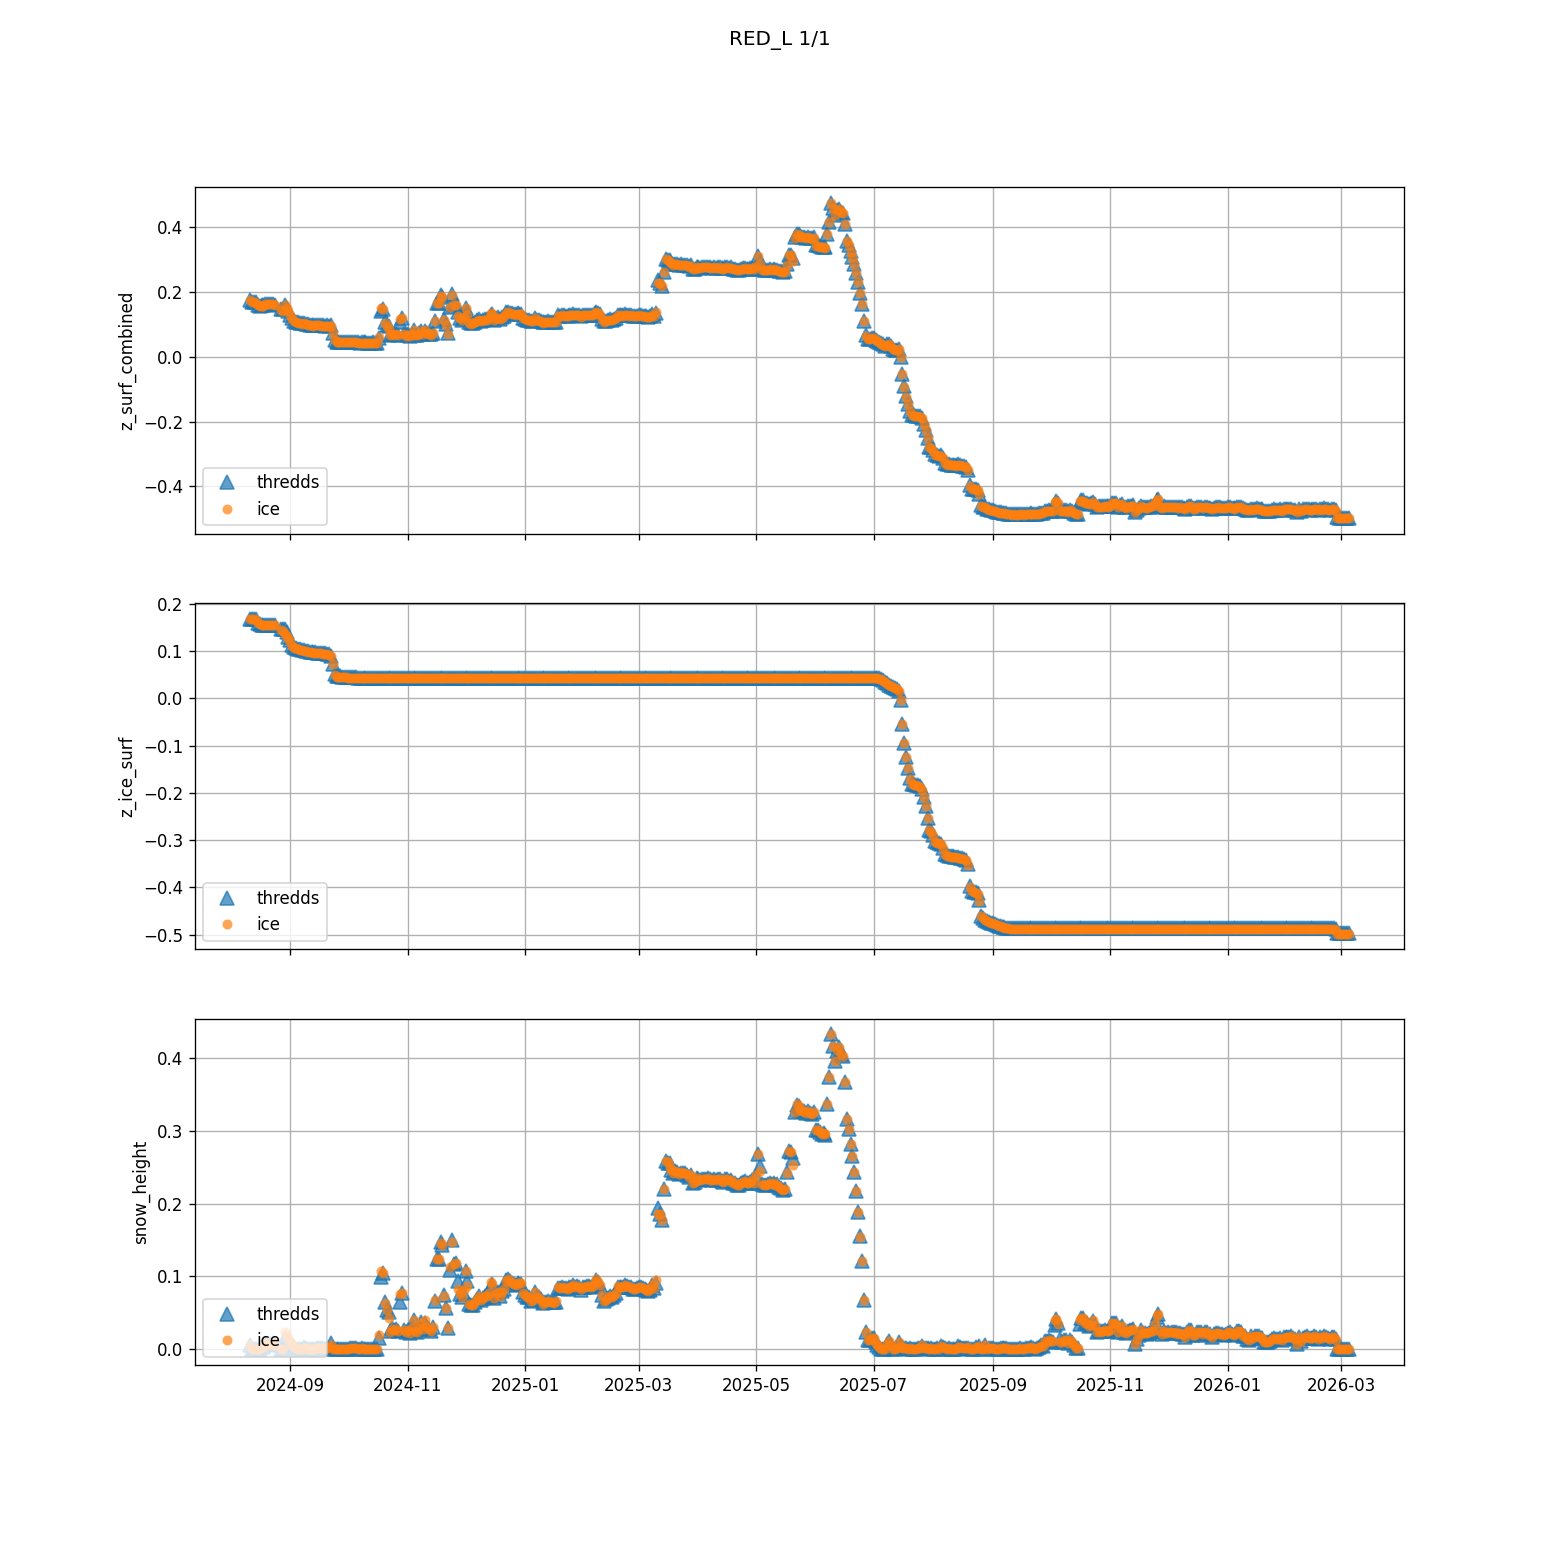 RED_L 1/1
z_surf_combined
0.4
0.2
0.0
−0.2
−0.4
thredds
ice
z_ice_surf
0.2
0.1
0.0
−0.1
−0.2
−0.3
−0.4
−0.5
thredds
ice
snow_height
0.4
0.3
0.2
0.1
0.0
thredds
ice
2024-09 2024-11 2025-01 2025-03 2025-05 2025-07 2025-09 2025-11 2026-01 2026-03